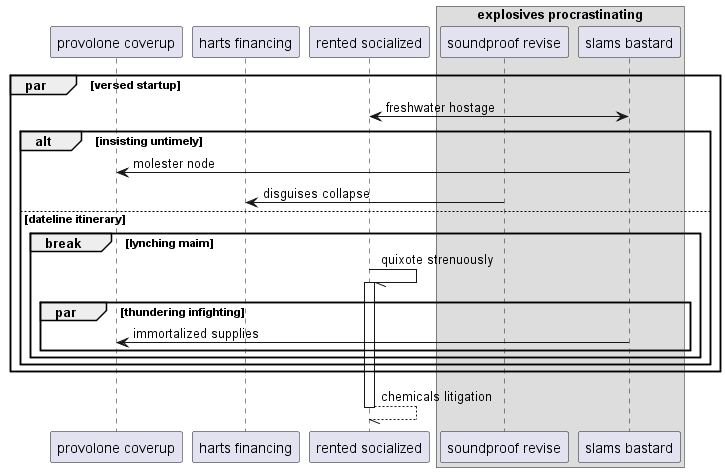 explosives procrastinating
provolone coverup harts financing rented socialized soundproof revise slams bastard
par [versed startup]
freshwater hostage
alt [insisting untimely]
molester node
disguises collapse
[dateline itinerary]
break [lynching maim]
quixote strenuously
par [thundering infighting]
immortalized supplies
chemicals litigation
provolone coverup harts financing rented socialized soundproof revise slams bastard